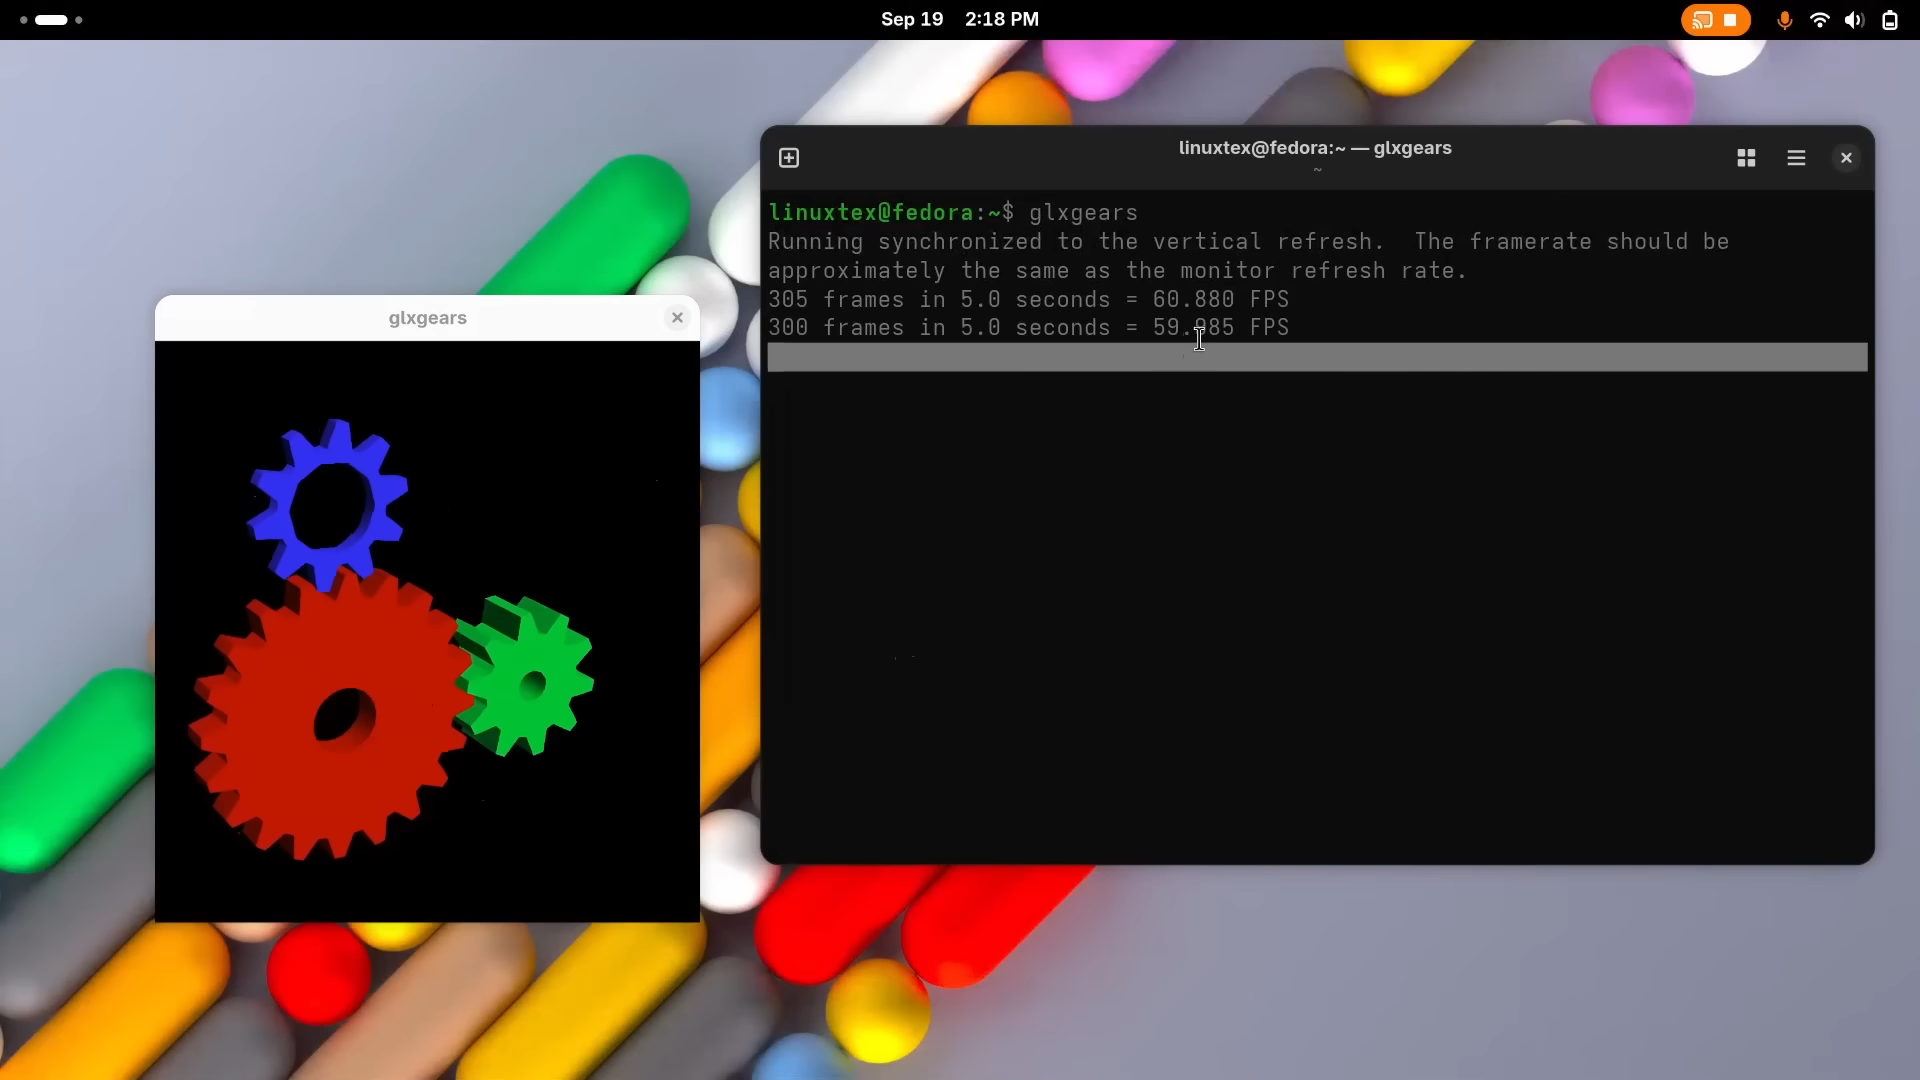 Sep 19 2:18 PM
linuxtex@fedora:~ — glxgears
~
linuxtex@fedora:~$ glxgears
Running synchronized to the vertical refresh.  The framerate should be
approximately the same as the monitor refresh rate.
305 frames in 5.0 seconds = 60.880 FPS
300 frames in 5.0 seconds = 59.985 FPS
glxgears